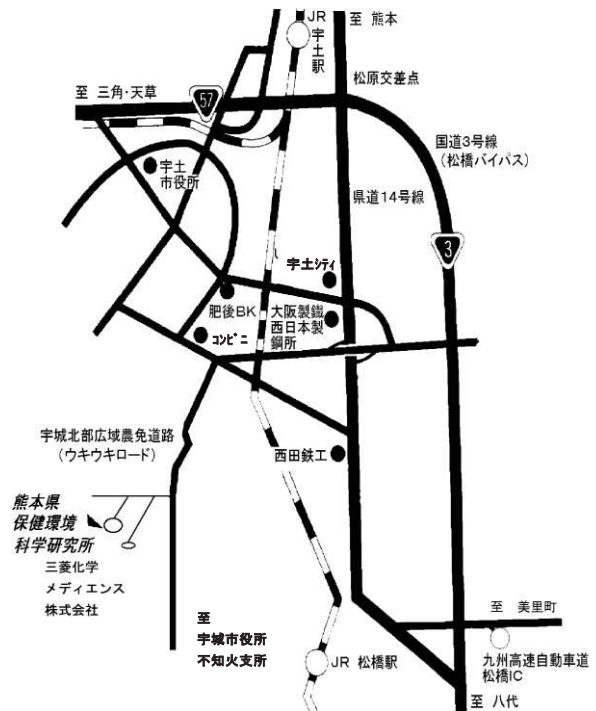 JR
宇土駅
至 熊本
松原交差点
至 三角・天草
57
国道3号線
(松橋バイパス)
宇土
市役所
県道14号線
3
宇土シティ
肥後BK
大阪製鐵
西日本製
鋼所
コンビニ
宇城北部広域農免道路
(ウキウキロード)
西田鉄工
熊本県
保健環境
科学研究所
三菱化学
メディエンス
株式会社
至
宇城市役所
不知火支所
JR 松橋駅
至 美里町
九州高速自動車道
松橋IC
至 八代